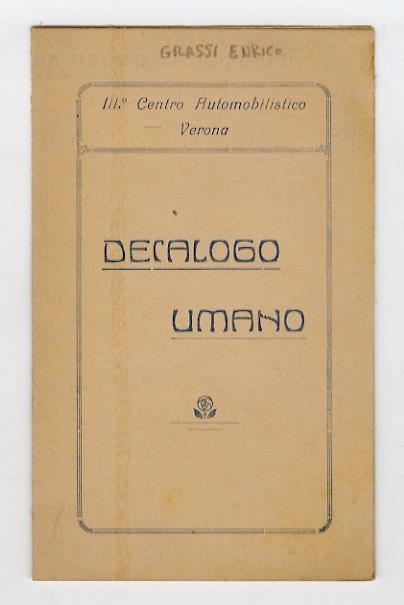 GRASSI ENRICO
III.º Centro Automobilistico
Verona
DECALOGO
UMANO